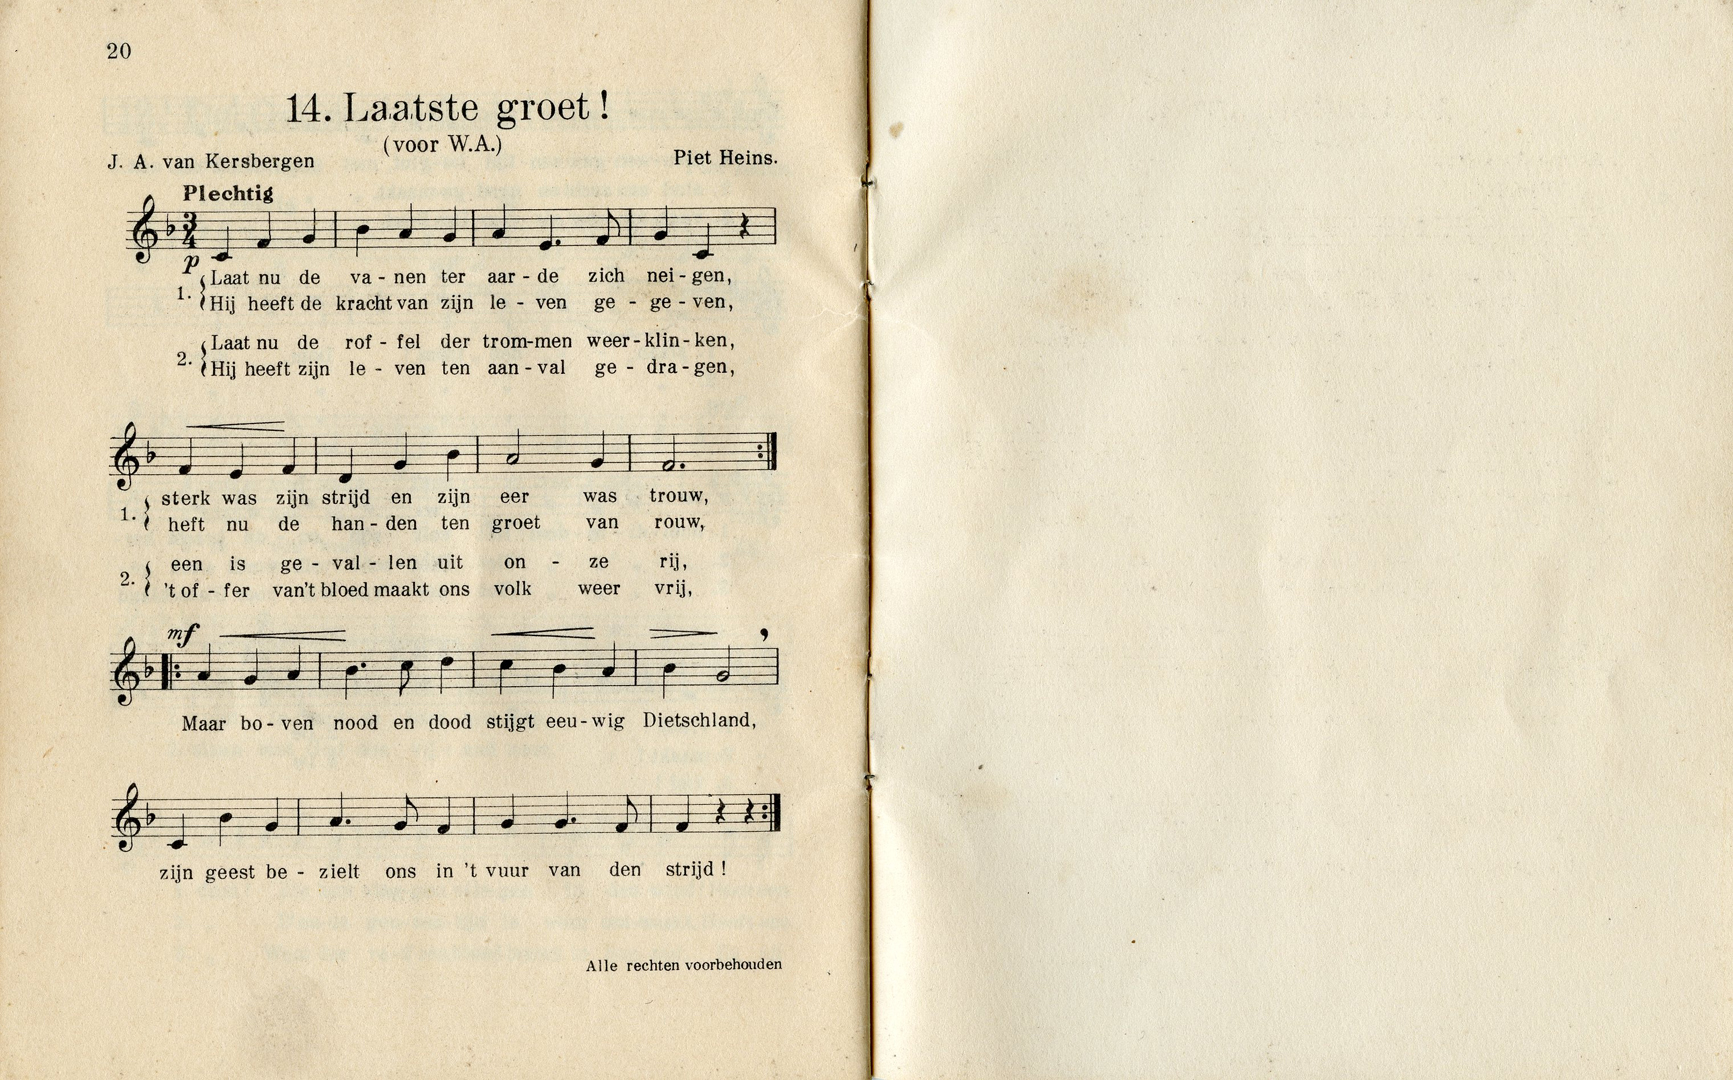 20
14. Laatste groet!
(voor W.A.)
J. A. van Kersbergen
Piet Heins.
Plechtig
p
1. Laat nu de va - nen ter aar - de zich nei - gen,
Hij heeft de kracht van zijn le - ven ge - ge - ven,
2. Laat nu de rof - fel der trom-men weer - klin - ken,
Hij heeft zijn le - ven ten aan - val ge - dra - gen,
1. sterk was zijn strijd en zijn eer was trouw,
heft nu de han - den ten groet van rouw,
2. een is ge - val - len uit on - ze rij,
't of - fer van't bloed maakt ons volk weer vrij,
mf
Maar bo - ven nood en dood stijgt eeu - wig Dietschland,
zijn geest be - zielt ons in 't vuur van den strijd !
Alle rechten voorbehouden